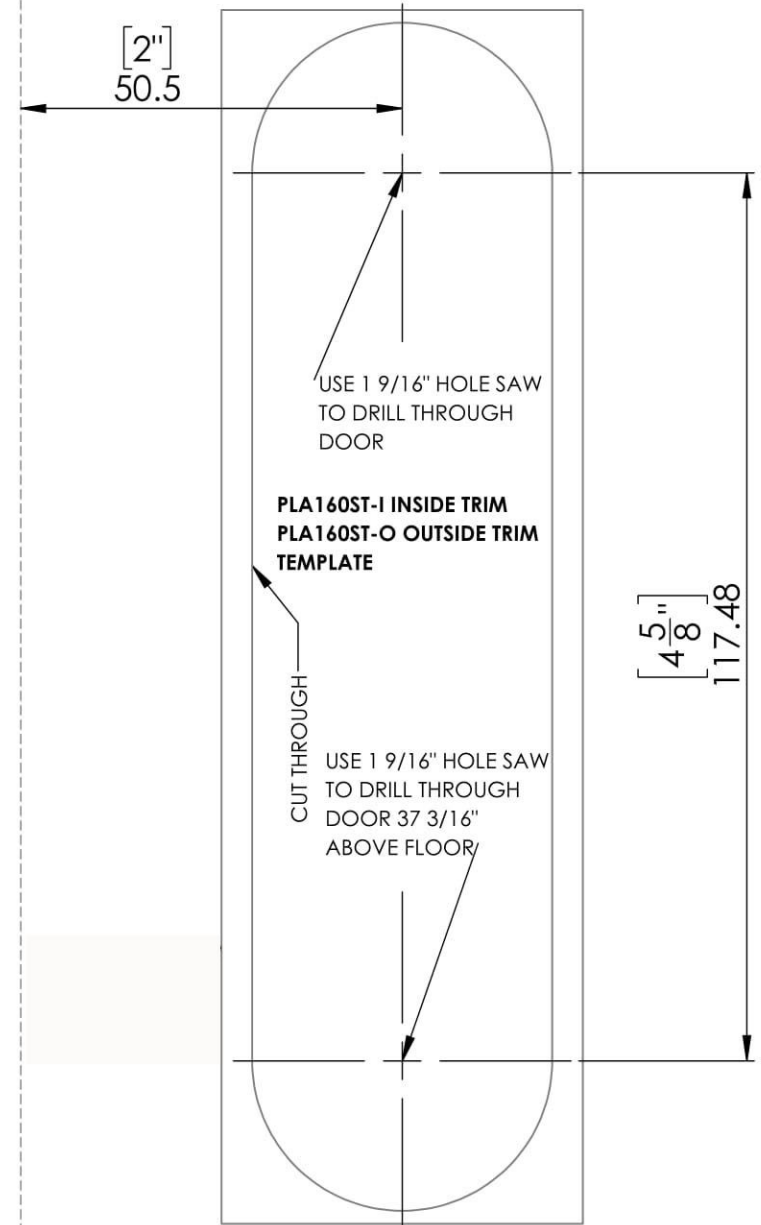 [2"]
50.5
USE 1 9/16" HOLE SAW
TO DRILL THROUGH
DOOR
PLA160ST-I INSIDE TRIM
PLA160ST-O OUTSIDE TRIM
TEMPLATE
[4 5/8"]
117.48
CUT THROUGH
USE 1 9/16" HOLE SAW
TO DRILL THROUGH
DOOR 37 3/16"
ABOVE FLOOR